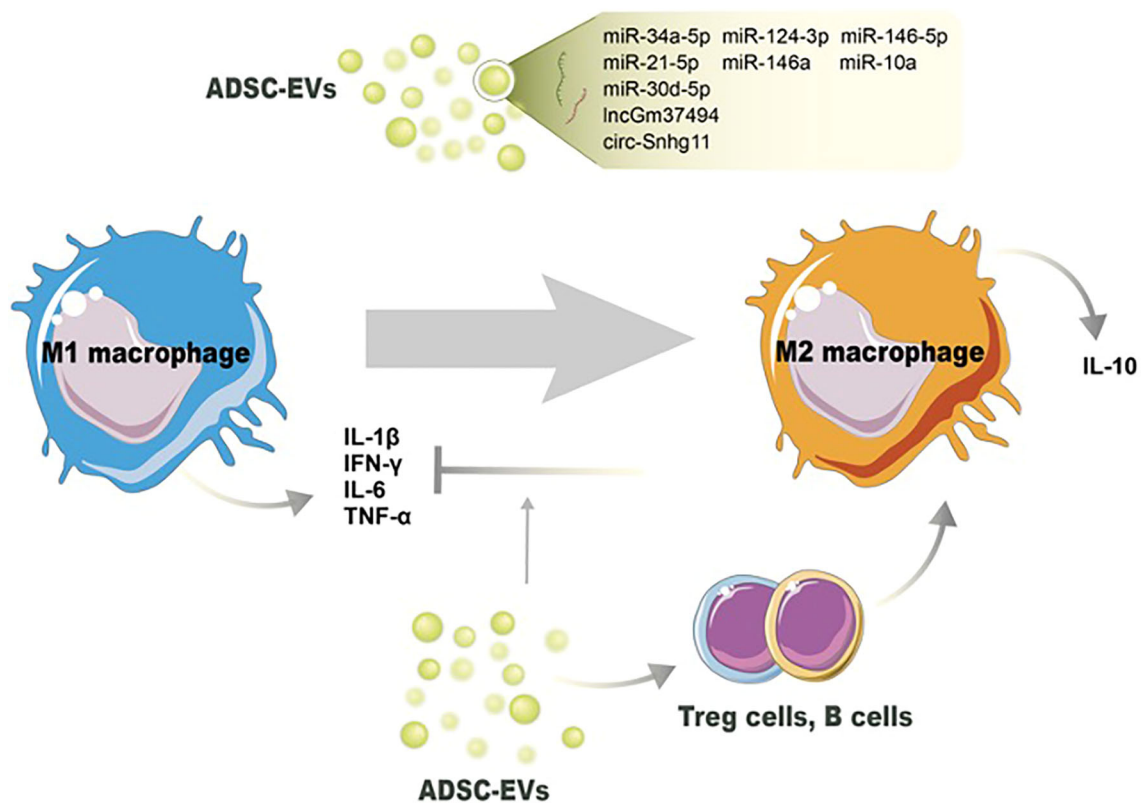 ADSC-EVs
miR-34a-5p miR-124-3p miR-146-5p
miR-21-5p miR-146a miR-10a
miR-30d-5p
lncGm37494
circ-Snhg11
M1 macrophage
M2 macrophage
IL-10
IL-1β
IFN-γ
IL-6
TNF-α
Treg cells, B cells
ADSC-EVs